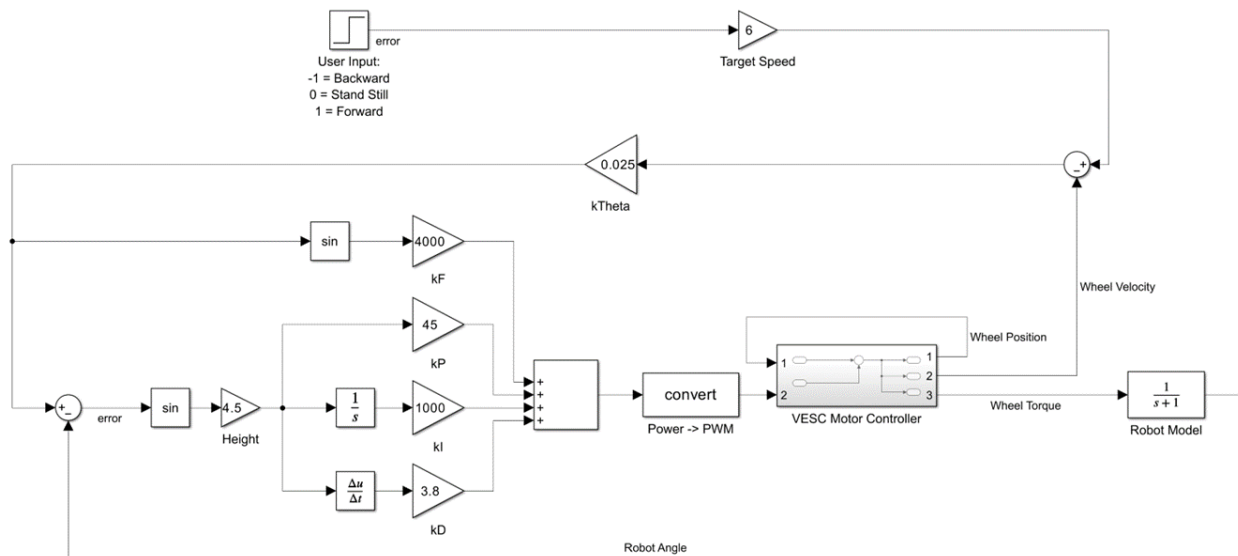 error
6
User Input:
-1 = Backward
0 = Stand Still
1 = Forward
Target Speed
0.025
+
−
kTheta
sin
4000
kF
Wheel Velocity
45
kP
Wheel Position
1
2
1
2
3
+
+
+
+
convert
Power -> PWM
VESC Motor Controller
Wheel Torque
1
s + 1
Robot Model
+
−
error
sin
4.5
Height
1
s
1000
kI
Δu
Δt
3.8
kD
Robot Angle